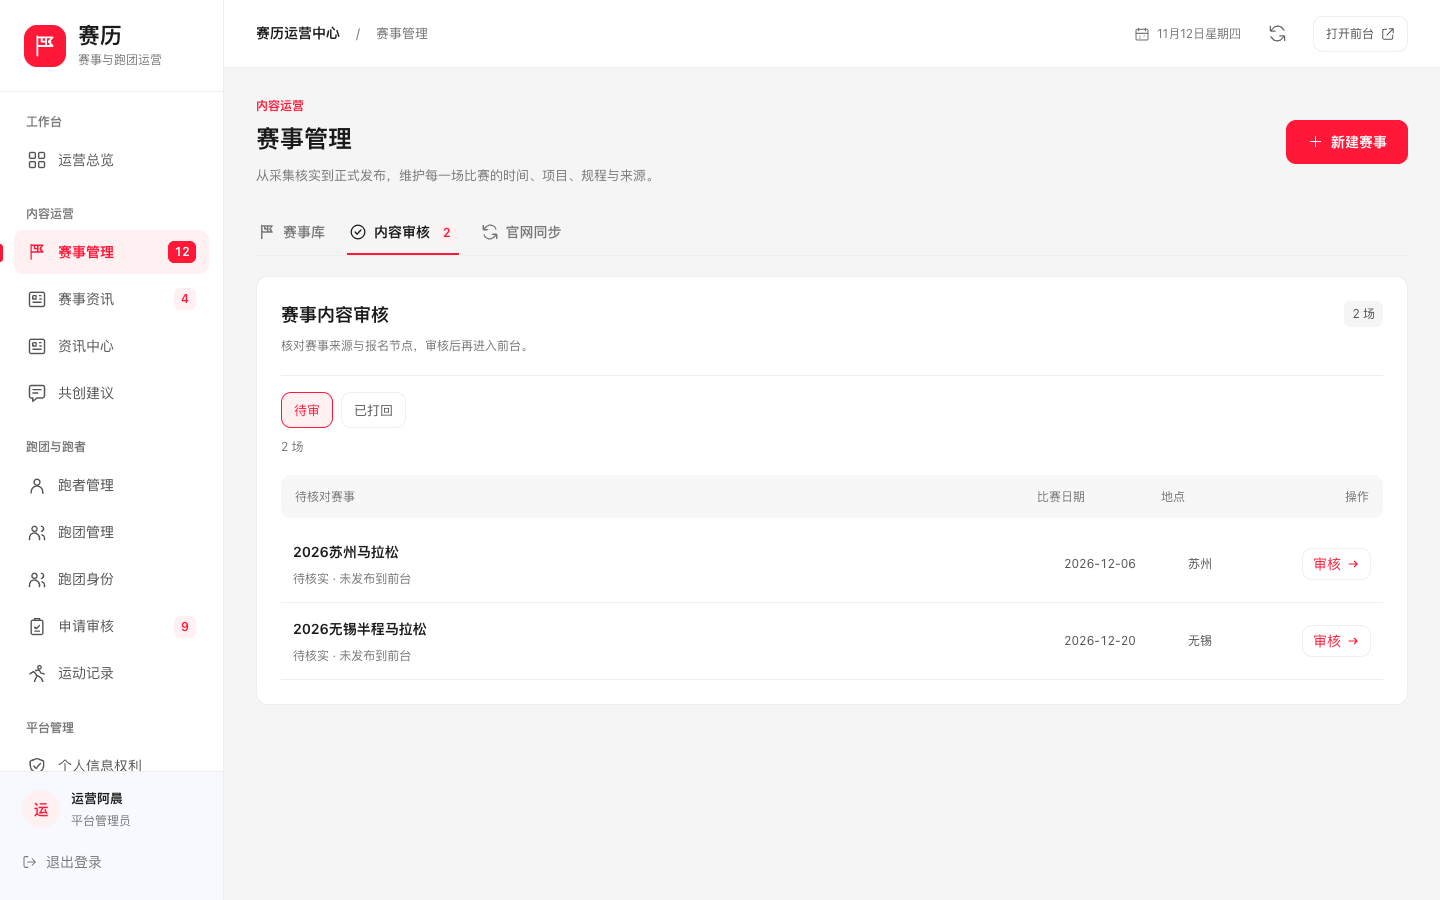 赛历
赛事与跑团运营
工作台
运营总览
内容运营
赛事管理 12
赛事资讯 4
资讯中心
共创建议
跑团与跑者
跑者管理
跑团管理
跑团身份
申请审核 9
运动记录
平台管理
个人信息权利
运 运营阿晨
平台管理员
退出登录
赛历运营中心 / 赛事管理
11月12日星期四
打开前台
内容运营
赛事管理
从采集核实到正式发布，维护每一场比赛的时间、项目、规程与来源。
新建赛事
赛事库 内容审核 2 官网同步
赛事内容审核
2 场
核对赛事来源与报名节点，审核后再进入前台。
待审 已打回
2 场
待核对赛事 比赛日期 地点 操作
2026苏州马拉松
待核实 · 未发布到前台
2026-12-06 苏州 审核
2026无锡半程马拉松
待核实 · 未发布到前台
2026-12-20 无锡 审核